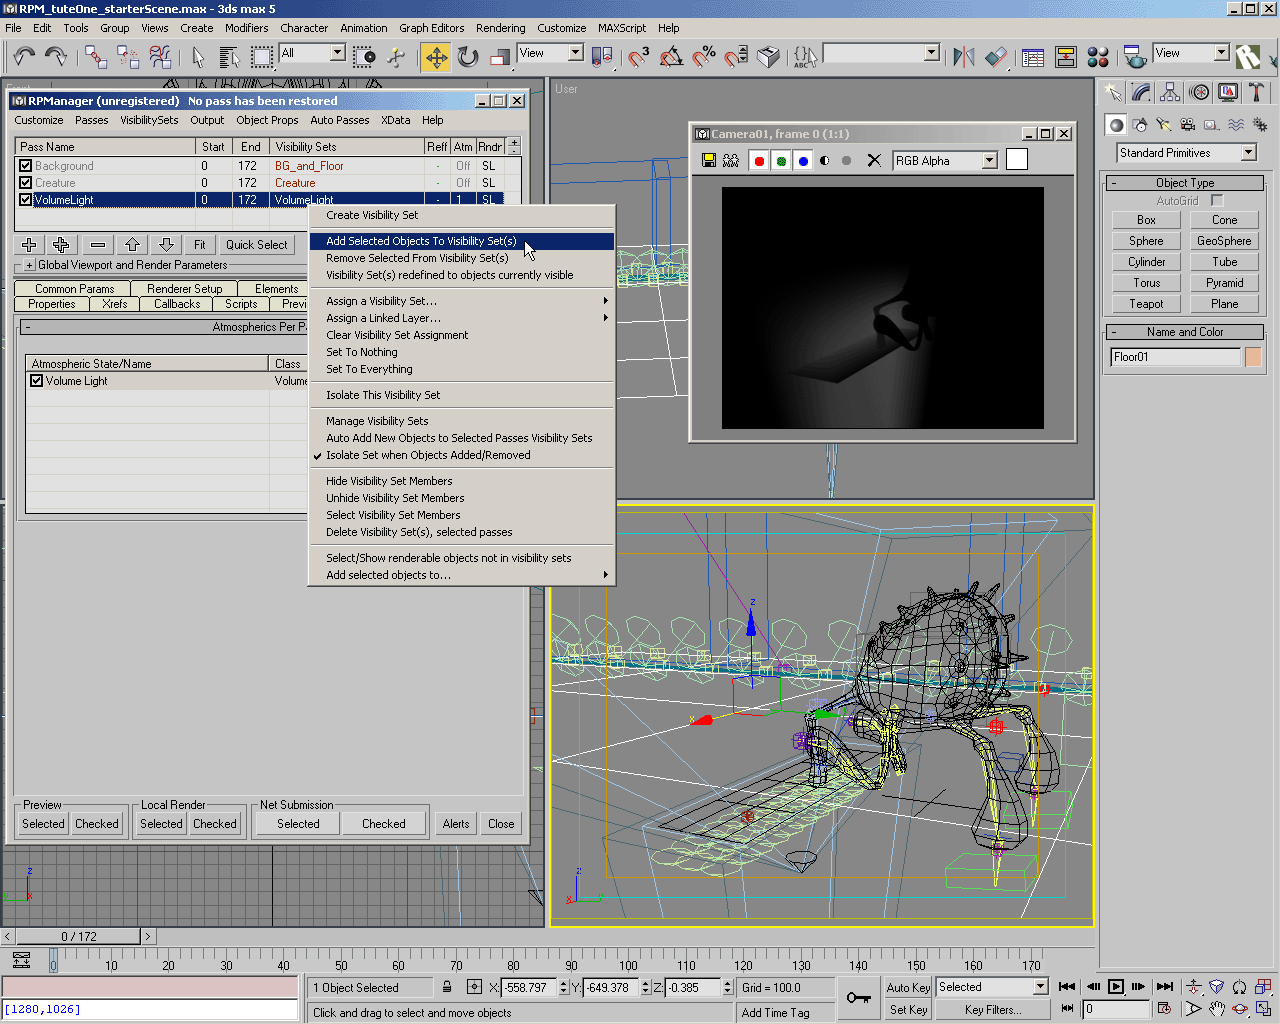 RPM_tuteOne_starterScene.max - 3ds max 5
File Edit Tools Group Views Create Modifiers Character Animation Graph Editors Rendering Customize MAXScript Help
All View 3 % ABC View
User
RPManager (unregistered) No pass has been restored
Customize Passes VisibilitySets Output Object Props Auto Passes XData Help
Pass Name Start End Visibility Sets Reff Atm Rndr
Background 0 172 BG_and_Floor - Off SL
Creature 0 172 Creature - Off SL
VolumeLight 0 172 VolumeLight - 1 SL
Fit Quick Select
+ Global Viewport and Render Parameters
Common Params Renderer Setup Elements
Properties Xrefs Callbacks Scripts Previ
- Atmospherics Per Pa
Atmospheric State/Name Class
Volume Light Volume
Create Visibility Set
Add Selected Objects To Visibility Set(s)
Remove Selected From Visibility Set(s)
Visibility Set(s) redefined to objects currently visible
Assign a Visibility Set...
Assign a Linked Layer...
Clear Visibility Set Assignment
Set To Nothing
Set To Everything
Isolate This Visibility Set
Manage Visibility Sets
Auto Add New Objects to Selected Passes Visibility Sets
Isolate Set when Objects Added/Removed
Hide Visibility Set Members
Unhide Visibility Set Members
Select Visibility Set Members
Delete Visibility Set(s), selected passes
Select/Show renderable objects not in visibility sets
Add selected objects to...
Camera01, frame 0 (1:1)
RGB Alpha
Standard Primitives
- Object Type
AutoGrid
Box Cone
Sphere GeoSphere
Cylinder Tube
Torus Pyramid
Teapot Plane
- Name and Color
Floor01
z
x
Preview Local Render Net Submission
Selected Checked Selected Checked Selected Checked Alerts Close
z
x
z
x y
< 0 / 172 >
0 10 20 30 40 50 60 70 80 90 100 110 120 130 140 150 160 170
1 Object Selected X: -558.797 Y: -649.378 Z: -0.385 Grid = 100.0 Auto Key Selected
[1280,1026] Click and drag to select and move objects Add Time Tag Set Key Key Filters... 0